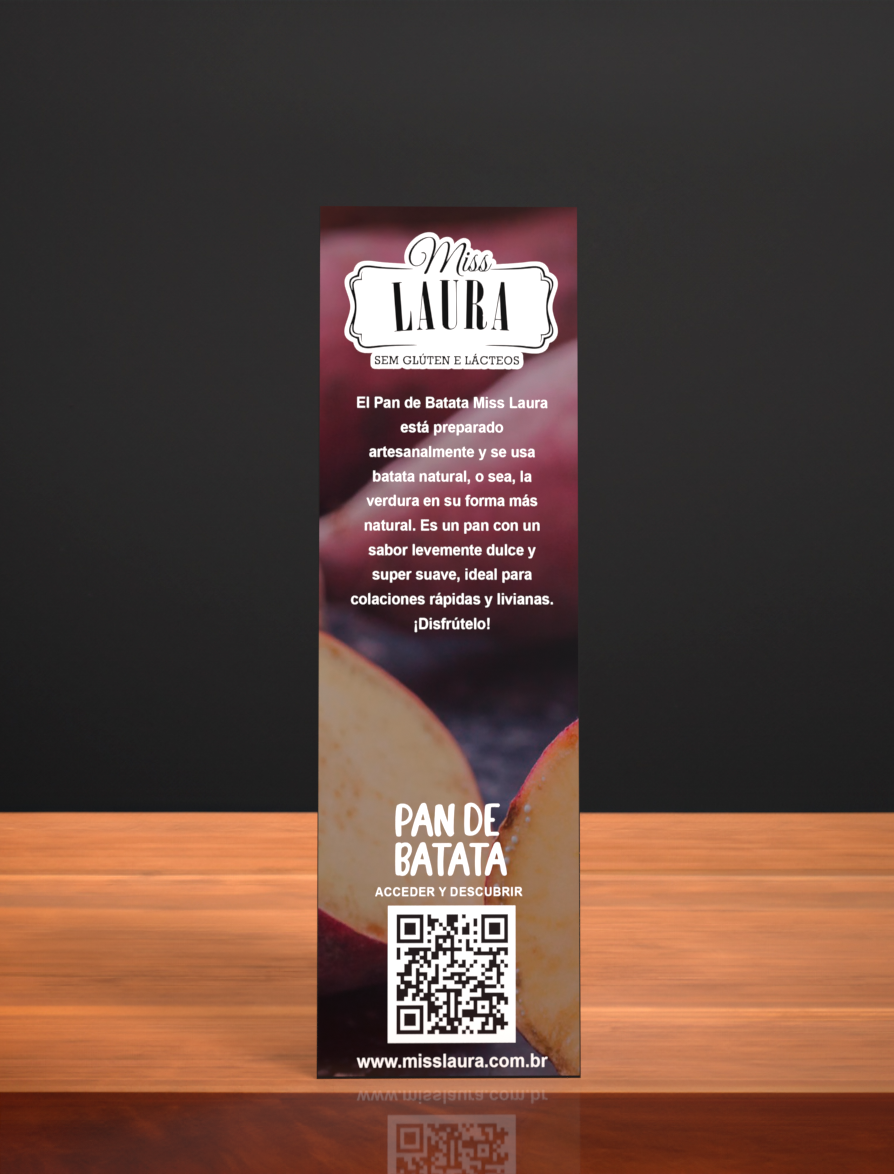 Miss
LAURA
SEM GLÚTEN E LÁCTEOS
El Pan de Batata Miss Laura
está preparado
artesanalmente y se usa
batata natural, o sea, la
verdura en su forma más
natural. Es un pan con un
sabor levemente dulce y
super suave, ideal para
colaciones rápidas y livianas.
¡Disfrútelo!
PAN DE
BATATA
ACCEDER Y DESCUBRIR
www.misslaura.com.br